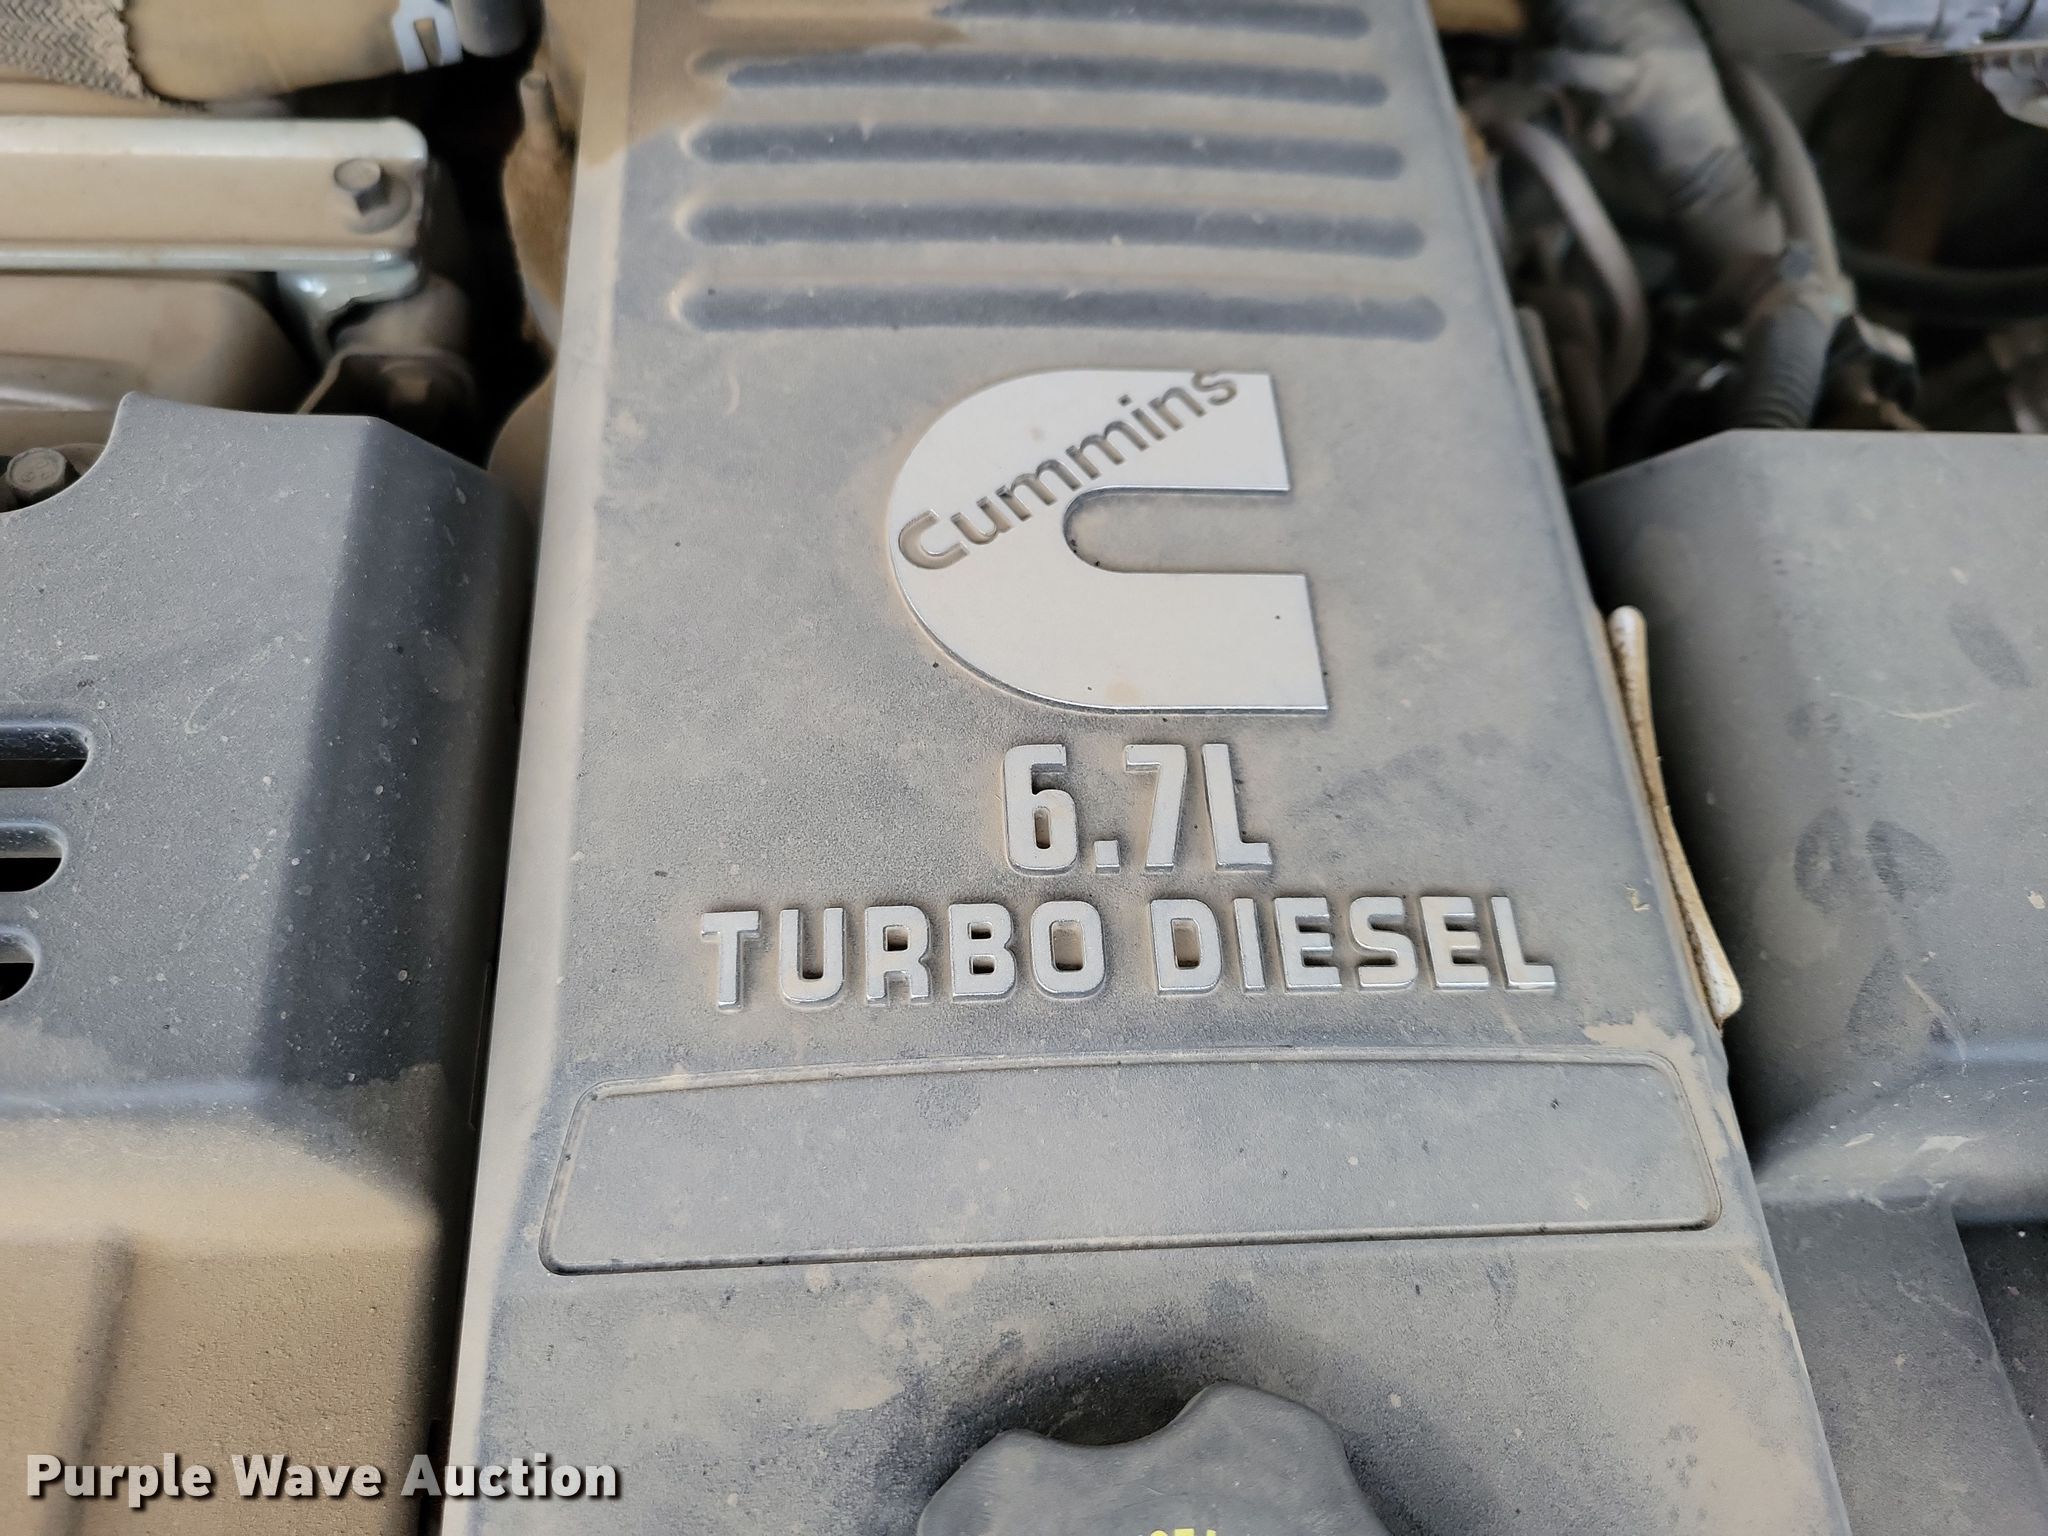 Cummins
6.7L
TURBO DIESEL
Purple Wave Auction